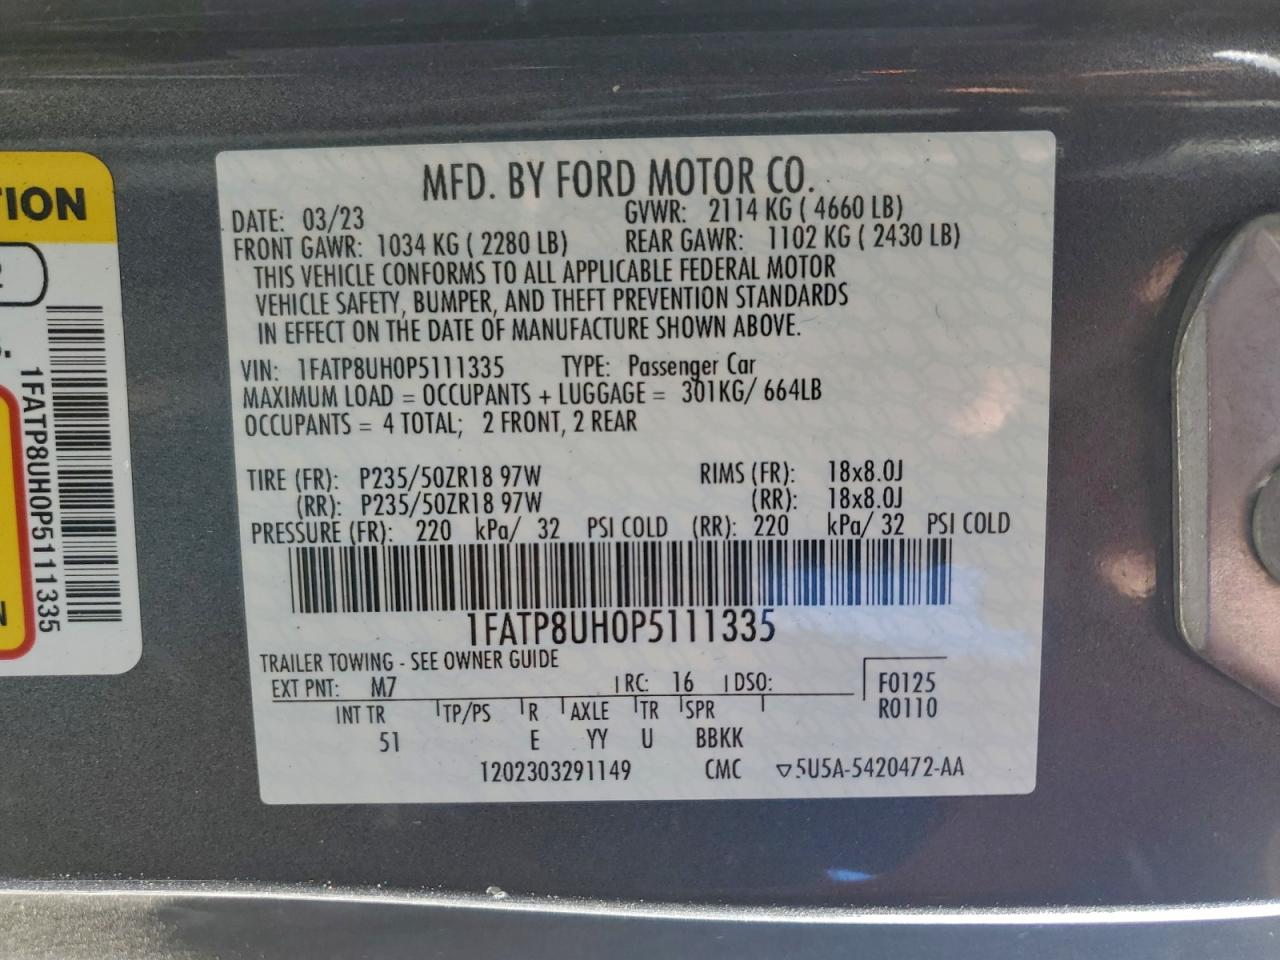 MFD. BY FORD MOTOR CO.
DATE: 03/23 GVWR: 2114 KG ( 4660 LB)
FRONT GAWR: 1034 KG ( 2280 LB) REAR GAWR: 1102 KG ( 2430 LB)
THIS VEHICLE CONFORMS TO ALL APPLICABLE FEDERAL MOTOR
VEHICLE SAFETY, BUMPER, AND THEFT PREVENTION STANDARDS
IN EFFECT ON THE DATE OF MANUFACTURE SHOWN ABOVE.
VIN: 1FATP8UH0P5111335 TYPE: Passenger Car
MAXIMUM LOAD = OCCUPANTS + LUGGAGE = 301KG/ 664LB
OCCUPANTS = 4 TOTAL; 2 FRONT, 2 REAR
TIRE (FR): P235/50ZR18 97W RIMS (FR): 18x8.0J
(RR): P235/50ZR18 97W (RR): 18x8.0J
PRESSURE (FR): 220 kPa/ 32 PSI COLD (RR): 220 kPa/ 32 PSI COLD
1FATP8UH0P5111335
TRAILER TOWING - SEE OWNER GUIDE
EXT PNT: M7 RC: 16 DSO: F0125
INT TR TP/PS R AXLE TR SPR R0110
51 E YY U BBKK
1202303291149 CMC ▽5U5A-5420472-AA
TION
1FATP8UH0P5111335
N